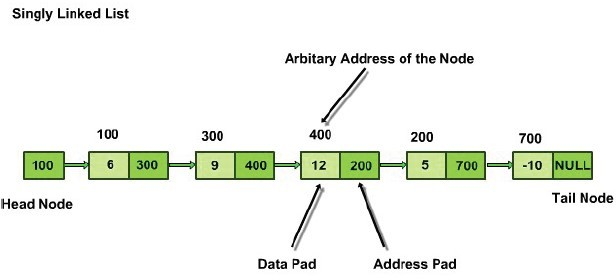 Singly Linked List
Arbitary Address of the Node
100 300 400 200 700
100 6 300 9 400 12 200 5 700 -10 NULL
Head Node Tail Node
Data Pad Address Pad